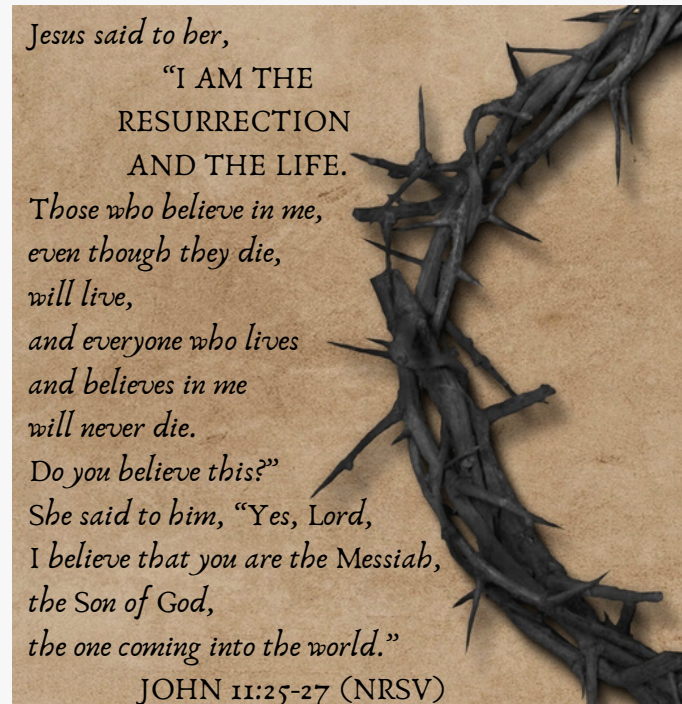 Jesus said to her,
“I AM THE
RESURRECTION
AND THE LIFE.
Those who believe in me,
even though they die,
will live,
and everyone who lives
and believes in me
will never die.
Do you believe this?”
She said to him, “Yes, Lord,
I believe that you are the Messiah,
the Son of God,
the one coming into the world.”
JOHN 11:25-27 (NRSV)